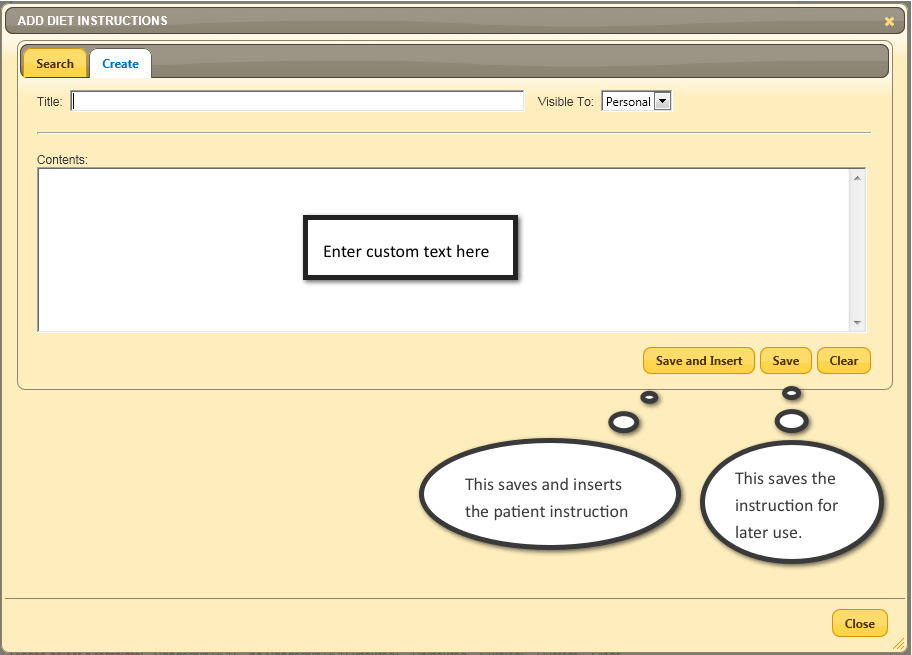 ADD DIET INSTRUCTIONS
Search Create
Title: Visible To: Personal
Contents:
Enter custom text here
Save and Insert Save Clear
This saves and inserts
the patient instruction
This saves the
instruction for
later use.
Close